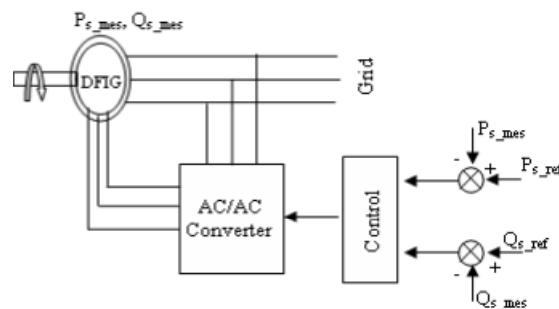 P_s_mes, Q_s_mes
DFIG
Grid
P_s_mes
-
+
P_s_ref
AC/AC
Converter
Control
Q_s_ref
-
+
Q_s_mes